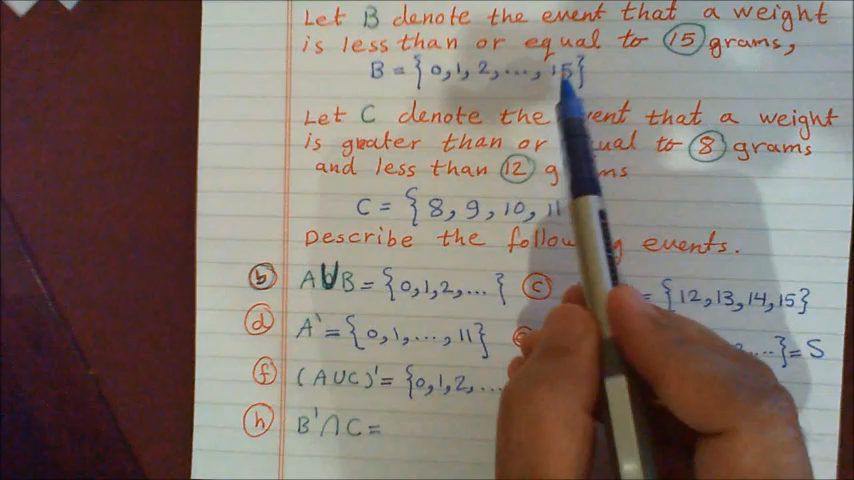 Let B denote the event that a weight
is less than or equal to 15 grams,
B = { 0, 1, 2, ..., 15}
Let C denote the event that a weight
is greater than or equal to 8 grams
and less than 12
C = { 8, 9, 10, 11
Describe the following events.
(b) A∪B = {0,1,2,... } (c) = {12,13,14,15}
(d) A' = {0,1,...,11} ...} = S
(f) (A∪C)' = {0,1,2,...
(h) B'∩C =